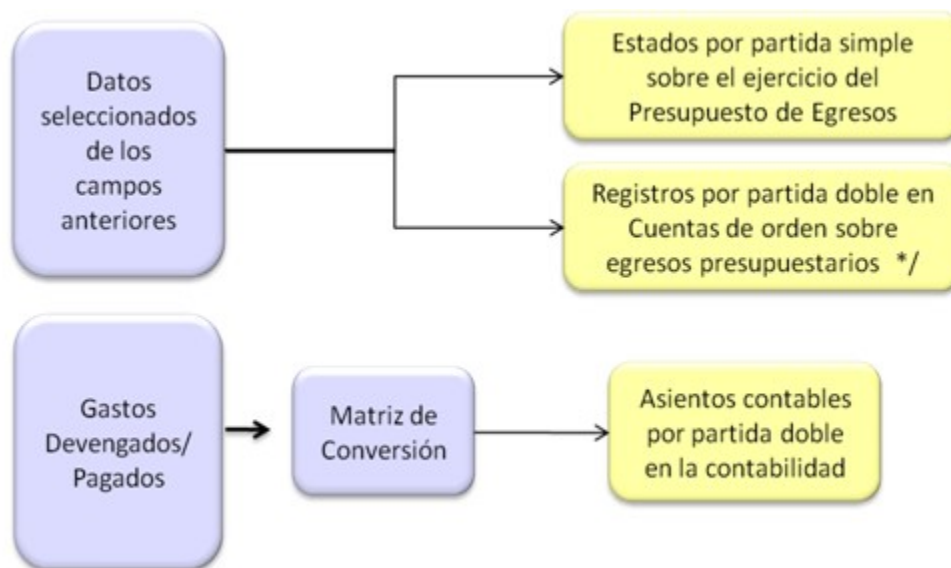 Datos
seleccionados
de los
campos
anteriores
Estados por partida simple
sobre el ejercicio del
Presupuesto de Egresos
Registros por partida doble en
Cuentas de orden sobre
egresos presupuestarios */
Gastos
Devengados/
Pagados
Matriz de
Conversión
Asientos contables
por partida doble
en la contabilidad